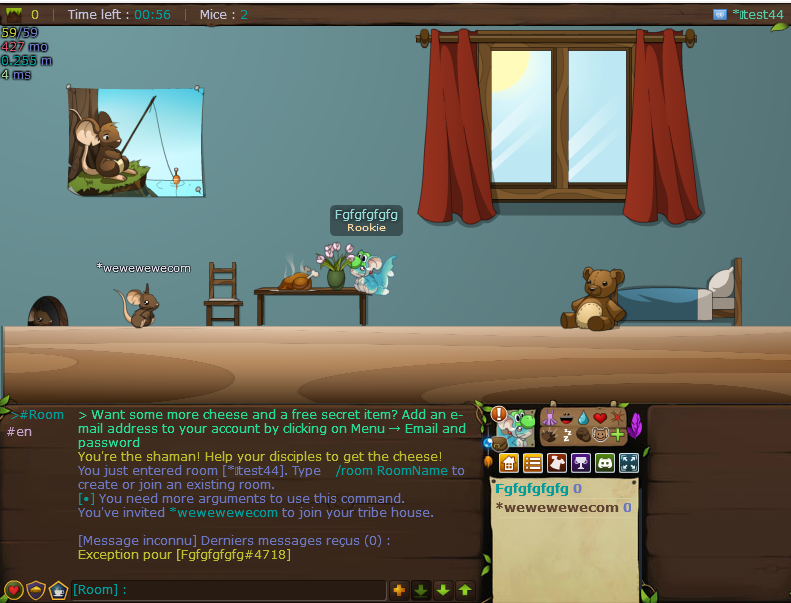 0 | Time left : 00:56 | Mice : 2
test44
59/59
427 mo
0.255 m
4 ms
Fgfgfgfgfg
Rookie
*wewewewecom
>#Room
#en
> Want some more cheese and a free secret item? Add an e-
mail address to your account by clicking on Menu → Email and
password
You're the shaman! Help your disciples to get the cheese!
You just entered room [*test44]. Type /room RoomName to
create or join an existing room.
[•] You need more arguments to use this command.
You've invited *wewewewecom to join your tribe house.
[Message inconnu] Derniers messages reçus (0) :
Exception pour [Fgfgfgfgfg#4718]
[Room] :
Fgfgfgfgfg 0
*wewewewecom 0